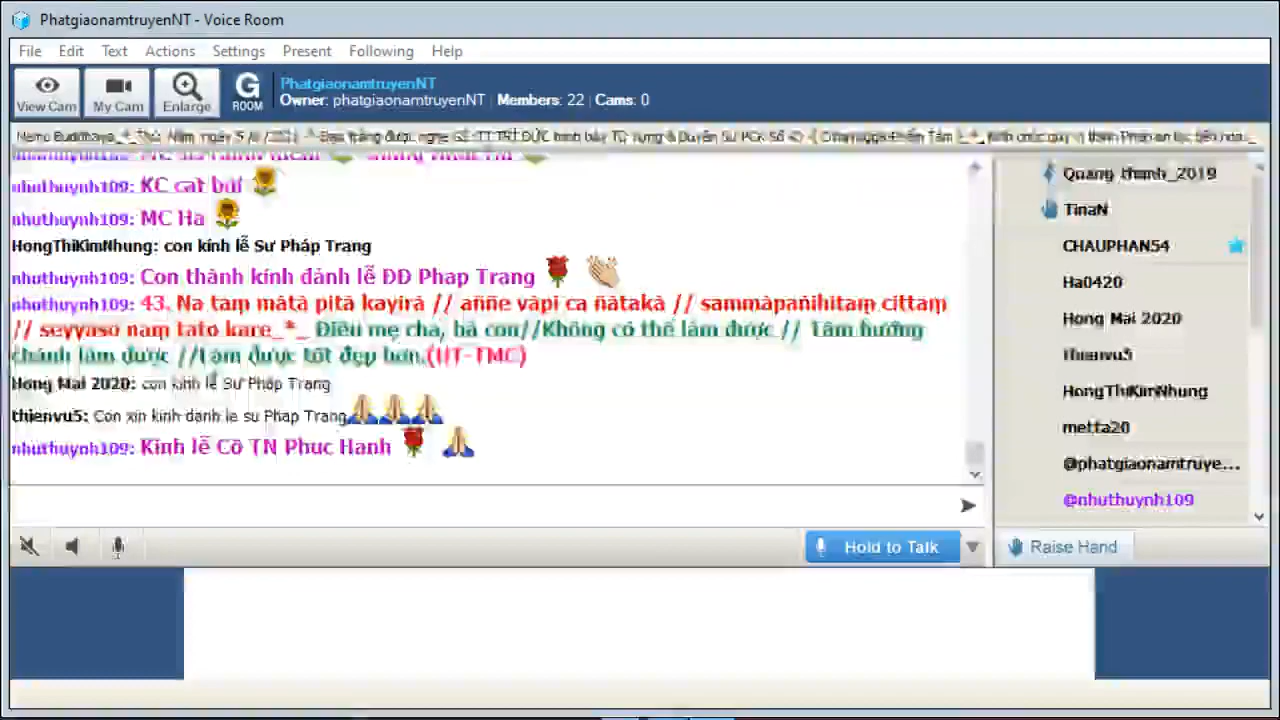 PhatgiaonamtruyenNT - Voice Room
File Edit Text Actions Settings Present Following Help
View Cam My Cam Enlarge G ROOM
PhatgiaonamtruyenNT
Owner: phatgiaonamtruyenNT | Members: 22 | Cams: 0
nhuthuynh109: KC cat bui
nhuthuynh109: MC Ha
HongThiKimNhung: con kính lễ Sư Pháp Trang
nhuthuynh109: Con thành kính đảnh lễ ĐĐ Phap Trang
nhuthuynh109: 43. Na taṃ mātā pitā kayirā // aññe vāpi ca ñātakā // sammāpaṇihitaṃ cittaṃ
// seyyaso naṃ tato kare_*_ Điều mẹ cha, bà con//Không có thể làm được // Tâm hướng
chánh làm được //Làm được tốt đẹp hơn.(HT-TMC)
Hong Mai 2020: con kinh lễ Sư Pháp Trang
thienvu5: Con xin kinh danh le su Phap Trang
nhuthuynh109: Kính lễ Cô TN Phuc Hanh
Quang thanh_2019
TinaN
CHAUPHAN54
Ha0420
Hong Mai 2020
thienvu5
HongThiKimNhung
metta20
@phatgiaonamtruye...
@nhuthuynh109
Hold to Talk
Raise Hand